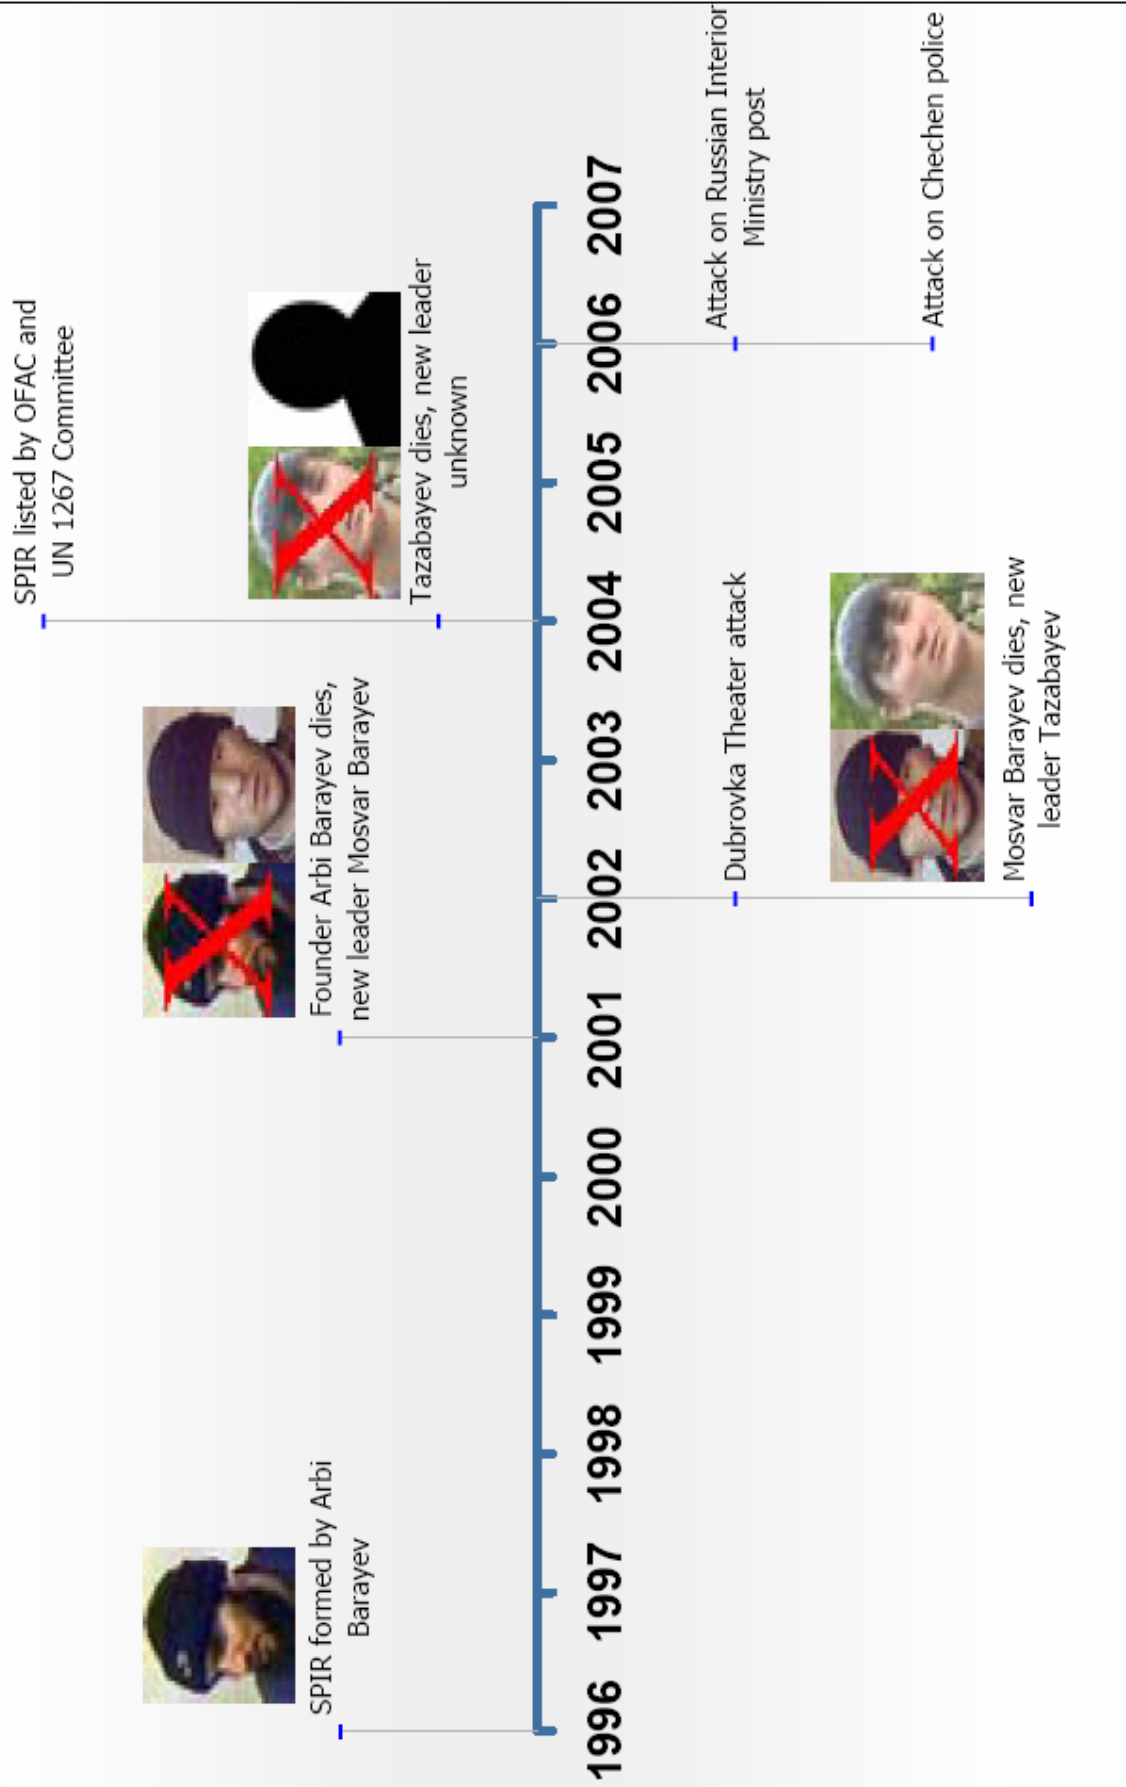 SPIR listed by OFAC and
UN 1267 Committee
Founder Arbi Barayev dies,
new leader Mosvar Barayev
Tazabayev dies, new leader
unknown
SPIR formed by Arbi
Barayev
1996 1997 1998 1999 2000 2001 2002 2003 2004 2005 2006 2007
Dubrovka Theater attack
Attack on Russian Interior
Ministry post
Attack on Chechen police
Mosvar Barayev dies, new
leader Tazabayev